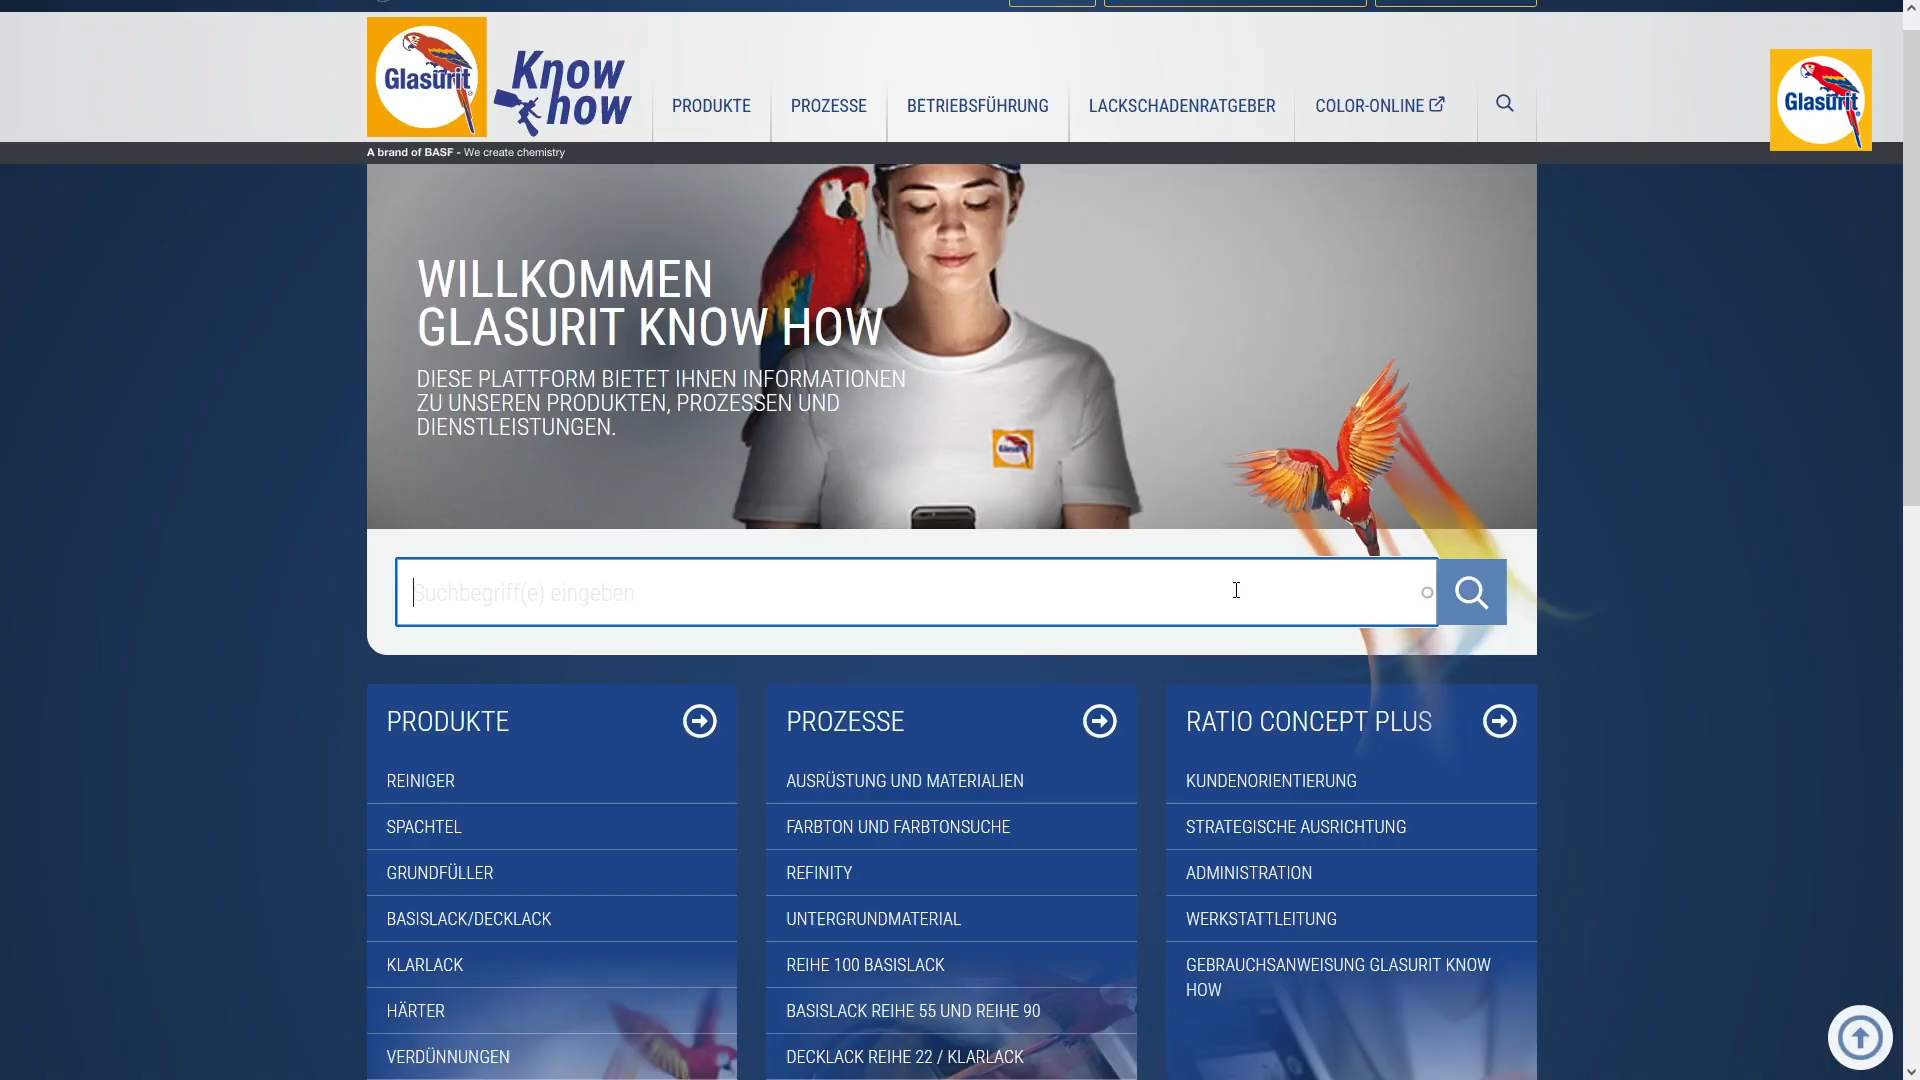 Glasurit
Know
how
PRODUKTE
PROZESSE
BETRIEBSFÜHRUNG
LACKSCHADENRATGEBER
COLOR-ONLINE
Glasurit
A brand of BASF - We create chemistry
WILLKOMMEN
GLASURIT KNOW HOW
DIESE PLATTFORM BIETET IHNEN INFORMATIONEN
ZU UNSEREN PRODUKTEN, PROZESSEN UND
DIENSTLEISTUNGEN.
Glasurit
Suchbegriff(e) eingeben
PRODUKTE
REINIGER
SPACHTEL
GRUNDFÜLLER
BASISLACK/DECKLACK
KLARLACK
HÄRTER
VERDÜNNUNGEN
PROZESSE
AUSRÜSTUNG UND MATERIALIEN
FARBTON UND FARBTONSUCHE
REFINITY
UNTERGRUNDMATERIAL
REIHE 100 BASISLACK
BASISLACK REIHE 55 UND REIHE 90
DECKLACK REIHE 22 / KLARLACK
RATIO CONCEPT PLUS
KUNDENORIENTIERUNG
STRATEGISCHE AUSRICHTUNG
ADMINISTRATION
WERKSTATTLEITUNG
GEBRAUCHSANWEISUNG GLASURIT KNOW
HOW